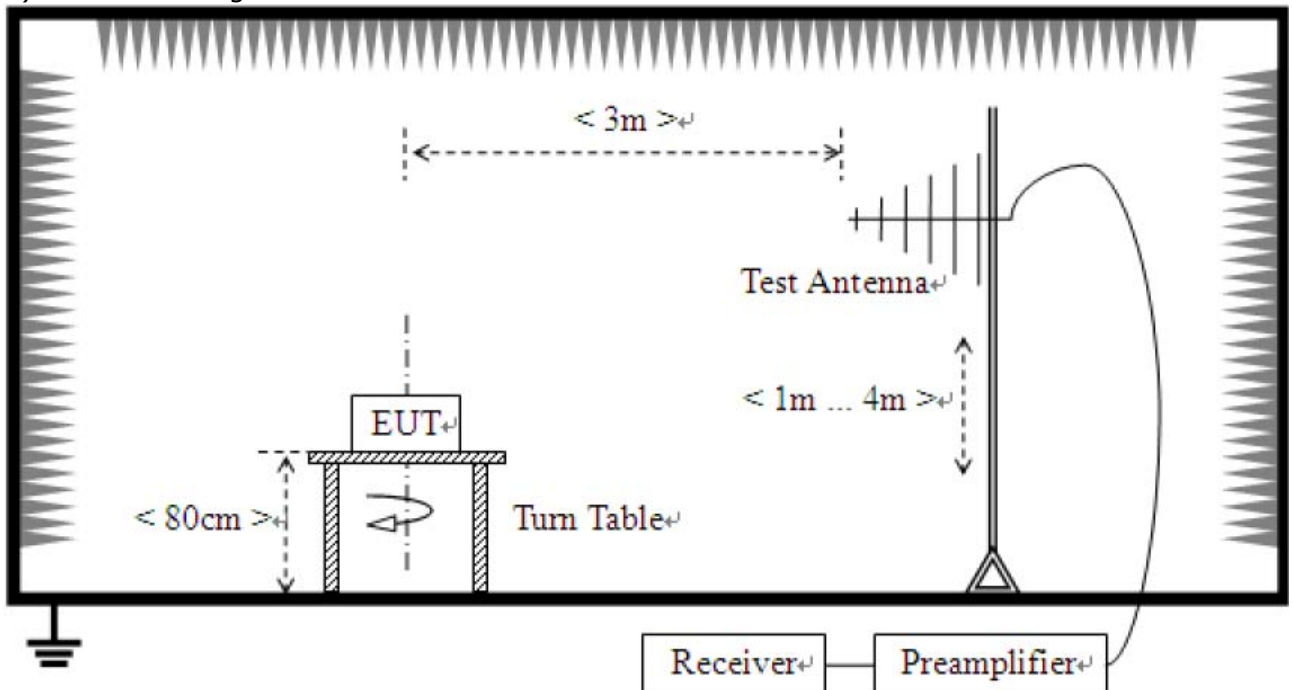 < 3m >↵
Test Antenna↵
< 1m ... 4m >↵
EUT↵
< 80cm >↵
Turn Table↵
Receiver↵
Preamplifier↵